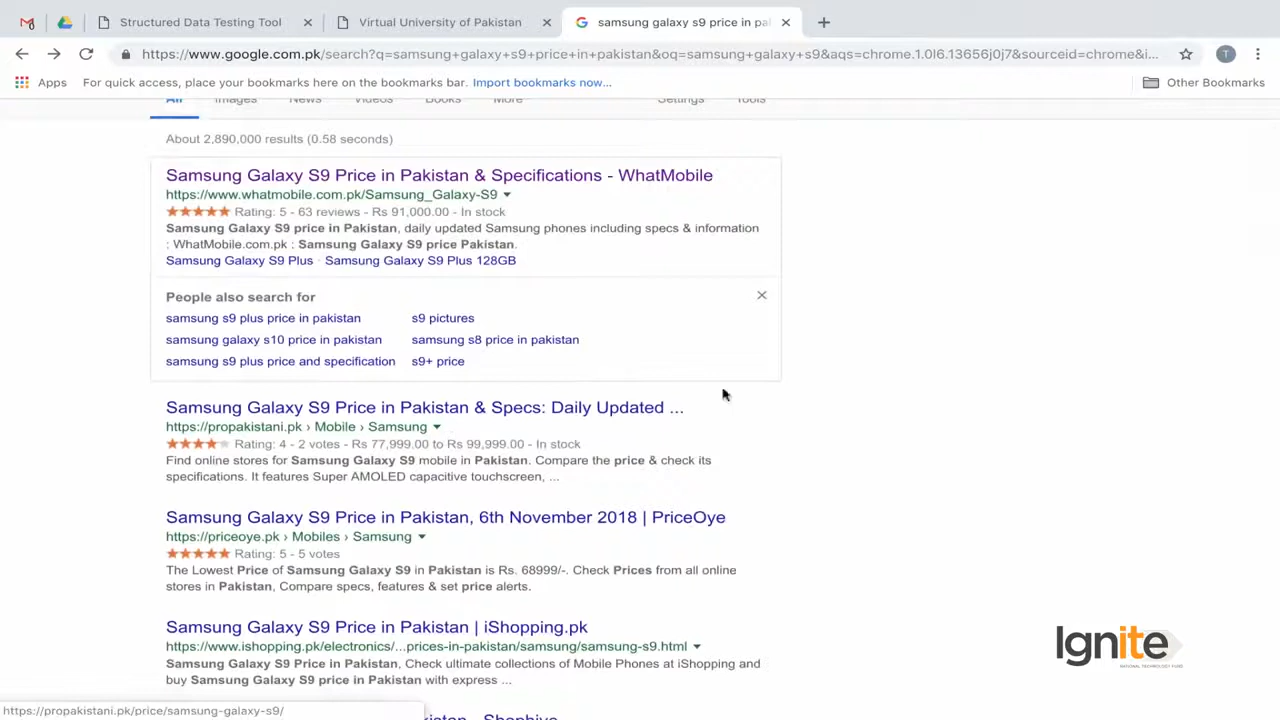 Structured Data Testing Tool
Virtual University of Pakistan
samsung galaxy s9 price in pa
https://www.google.com.pk/search?q=samsung+galaxy+s9+price+in+pakistan&oq=samsung+galaxy+s9&aqs=chrome.1.0l6.13656j0j7&sourceid=chrome&i...
T
Apps
For quick access, place your bookmarks here on the bookmarks bar. Import bookmarks now...
Other Bookmarks
All Images News Videos Books More Settings Tools
About 2,890,000 results (0.58 seconds)
Samsung Galaxy S9 Price in Pakistan & Specifications - WhatMobile
https://www.whatmobile.com.pk/Samsung_Galaxy-S9
Rating: 5 - 63 reviews - Rs 91,000.00 - In stock
Samsung Galaxy S9 price in Pakistan, daily updated Samsung phones including specs & information
: WhatMobile.com.pk : Samsung Galaxy S9 price Pakistan.
Samsung Galaxy S9 Plus · Samsung Galaxy S9 Plus 128GB
People also search for
samsung s9 plus price in pakistan s9 pictures
samsung galaxy s10 price in pakistan samsung s8 price in pakistan
samsung s9 plus price and specification s9+ price
Samsung Galaxy S9 Price in Pakistan & Specs: Daily Updated ...
https://propakistani.pk › Mobile › Samsung
Rating: 4 - 2 votes - Rs 77,999.00 to Rs 99,999.00 - In stock
Find online stores for Samsung Galaxy S9 mobile in Pakistan. Compare the price & check its
specifications. It features Super AMOLED capacitive touchscreen, ...
Samsung Galaxy S9 Price in Pakistan, 6th November 2018 | PriceOye
https://priceoye.pk › Mobiles › Samsung
Rating: 5 - 5 votes
The Lowest Price of Samsung Galaxy S9 in Pakistan is Rs. 68999/-. Check Prices from all online
stores in Pakistan, Compare specs, features & set price alerts.
Samsung Galaxy S9 Price in Pakistan | iShopping.pk
https://www.ishopping.pk/electronics/...prices-in-pakistan/samsung/samsung-s9.html
Samsung Galaxy S9 Price in Pakistan, Check ultimate collections of Mobile Phones at iShopping and
buy Samsung Galaxy S9 price in Pakistan with express ...
Ignite
NATIONAL TECHNOLOGY FUND
https://propakistani.pk/price/samsung-galaxy-s9/